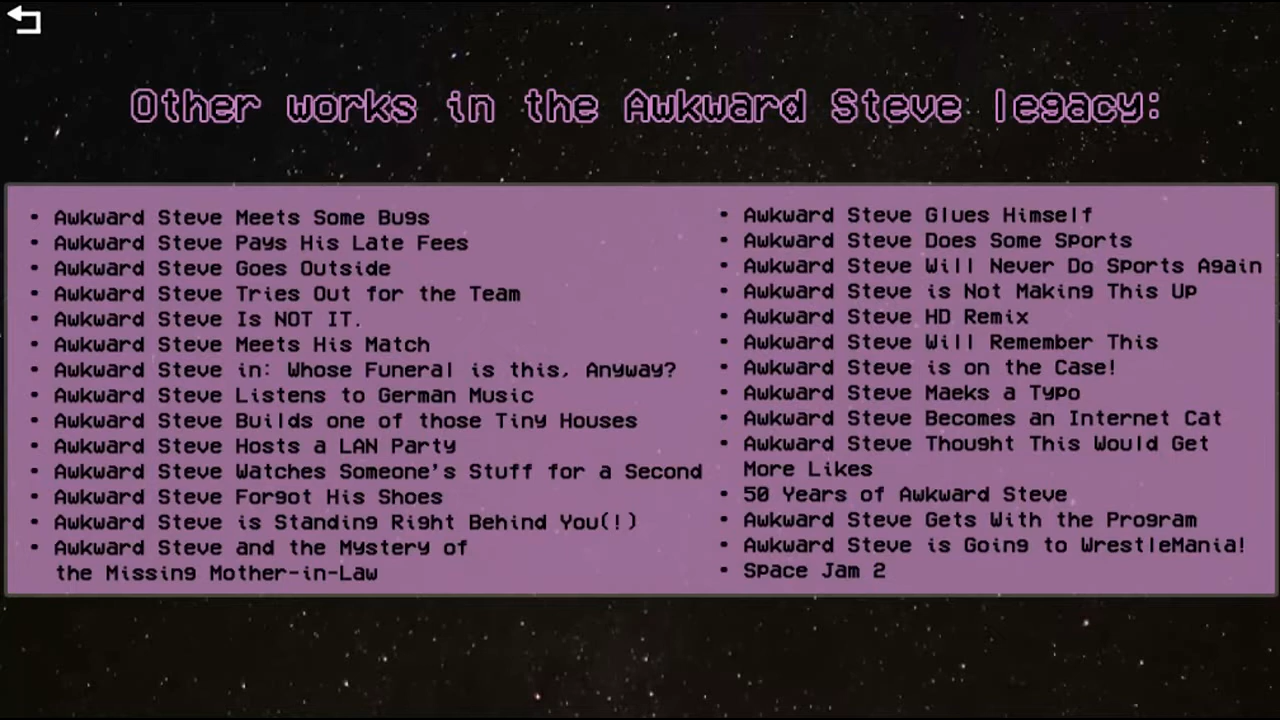 Other works in the Awkward Steve legacy:
• Awkward Steve Meets Some Bugs
• Awkward Steve Pays His Late Fees
• Awkward Steve Goes Outside
• Awkward Steve Tries Out for the Team
• Awkward Steve Is NOT IT.
• Awkward Steve Meets His Match
• Awkward Steve in: Whose Funeral is this, Anyway?
• Awkward Steve Listens to German Music
• Awkward Steve Builds one of those Tiny Houses
• Awkward Steve Hosts a LAN Party
• Awkward Steve Watches Someone's Stuff for a Second
• Awkward Steve Forgot His Shoes
• Awkward Steve is Standing Right Behind You(!)
• Awkward Steve and the Mystery of
the Missing Mother-in-Law
• Awkward Steve Glues Himself
• Awkward Steve Does Some Sports
• Awkward Steve Will Never Do Sports Again
• Awkward Steve is Not Making This Up
• Awkward Steve HD Remix
• Awkward Steve Will Remember This
• Awkward Steve is on the Case!
• Awkward Steve Maeks a Typo
• Awkward Steve Becomes an Internet Cat
• Awkward Steve Thought This Would Get
More Likes
• 50 Years of Awkward Steve
• Awkward Steve Gets With the Program
• Awkward Steve is Going to WrestleMania!
• Space Jam 2